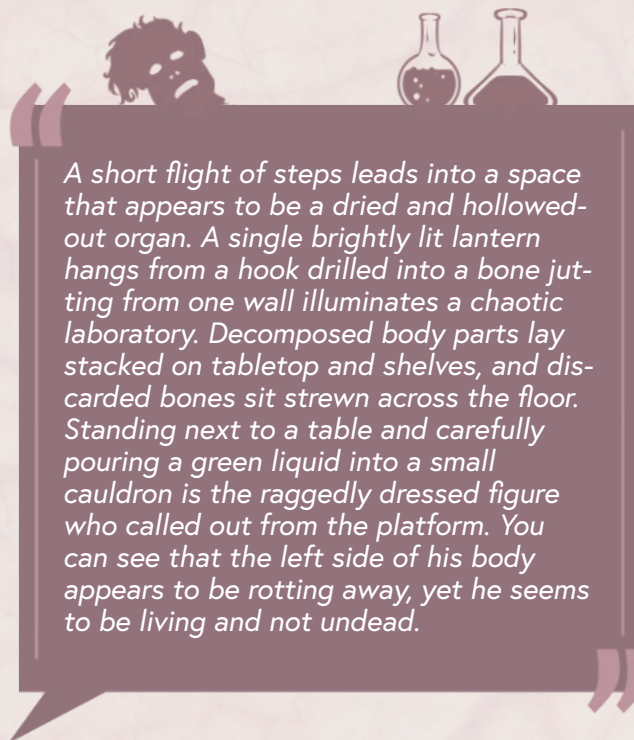 A short flight of steps leads into a space
that appears to be a dried and hollowed-
out organ. A single brightly lit lantern
hangs from a hook drilled into a bone jut-
ting from one wall illuminates a chaotic
laboratory. Decomposed body parts lay
stacked on tabletop and shelves, and dis-
carded bones sit strewn across the floor.
Standing next to a table and carefully
pouring a green liquid into a small
cauldron is the raggedly dressed figure
who called out from the platform. You
can see that the left side of his body
appears to be rotting away, yet he seems
to be living and not undead.